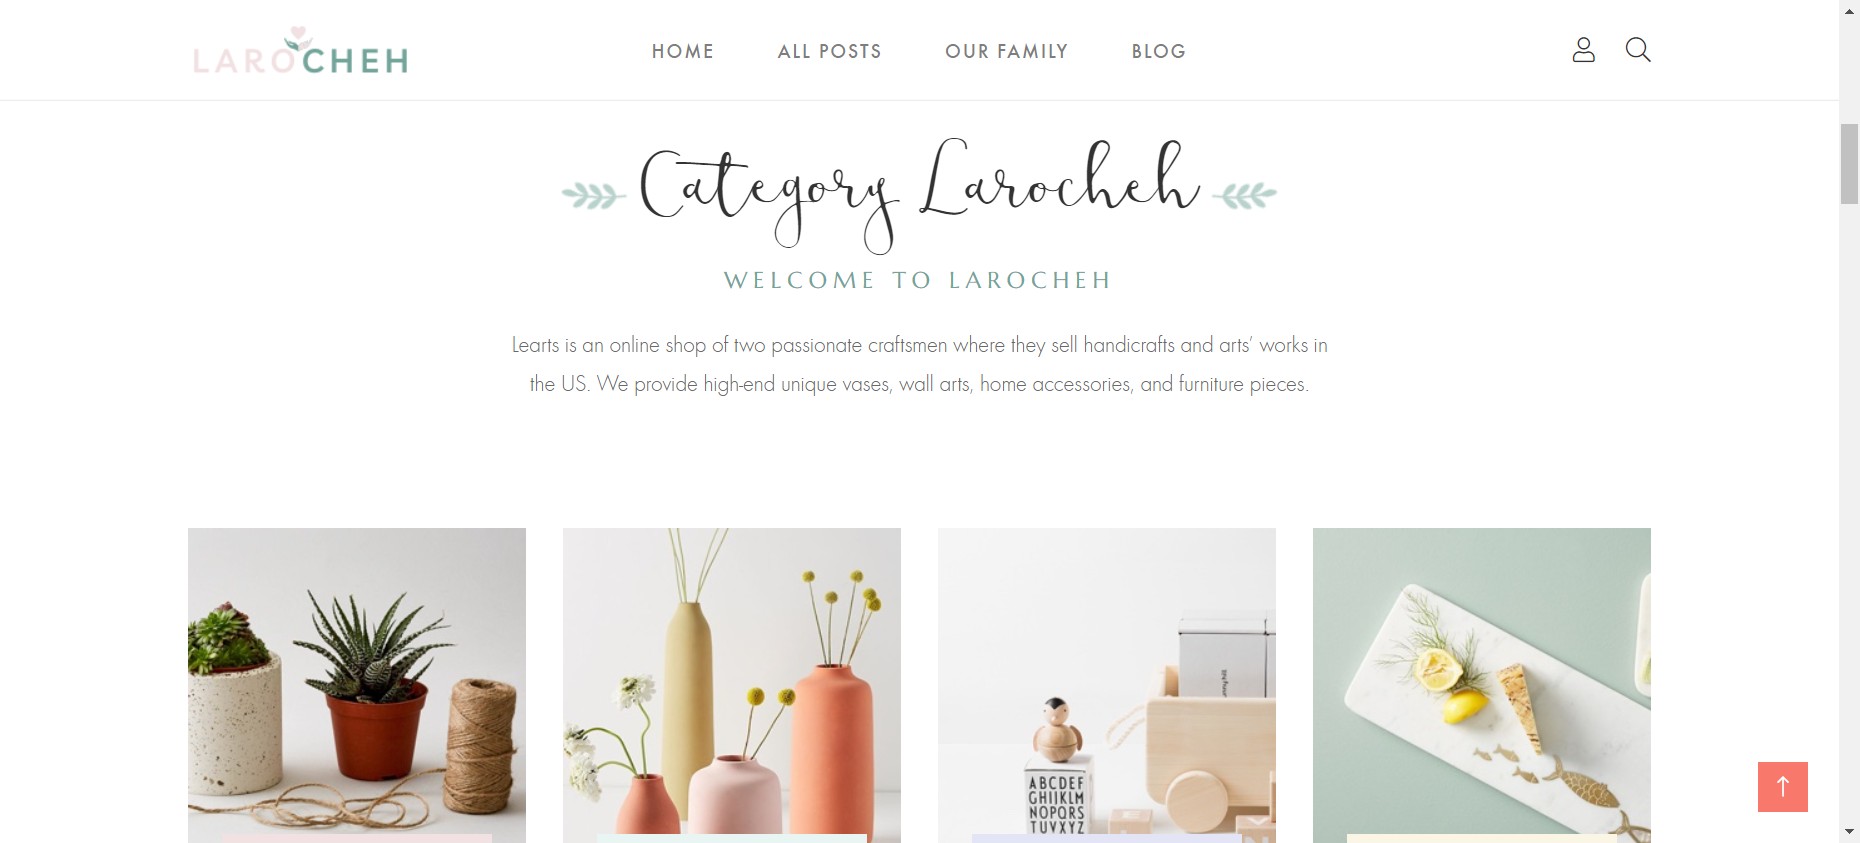 LAROCHEH
HOME
ALL POSTS
OUR FAMILY
BLOG
Category Larocheh
WELCOME TO LAROCHEH
Learts is an online shop of two passionate craftsmen where they sell handicrafts and arts’ works in
the US. We provide high-end unique vases, wall arts, home accessories, and furniture pieces.
ABCDEF
GHIJKLM
NOPQRS
TUVXYZ